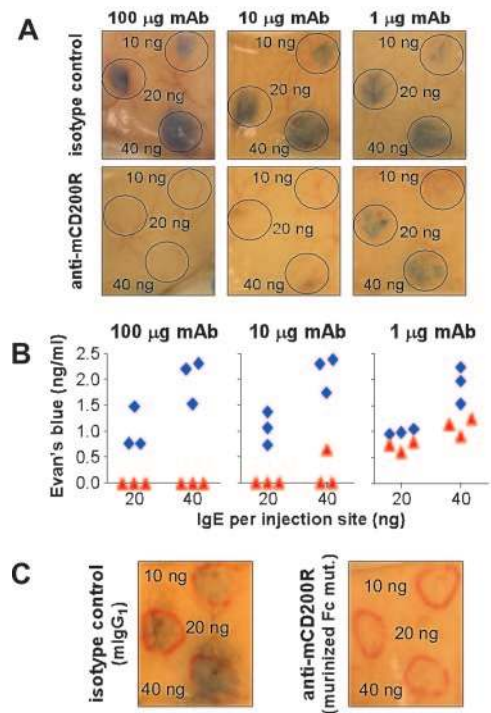 A
100 μg mAb 10 μg mAb 1 μg mAb
isotype control
10 ng 10 ng 10 ng
20 ng 20 ng 20 ng
40 ng 40 ng 40 ng
anti-mCD200R
10 ng 10 ng 10 ng
20 ng 20 ng 20 ng
40 ng 40 ng 40 ng
B
100 μg mAb 10 μg mAb 1 μg mAb
Evan's blue (ng/ml)
2.5
2.0
1.5
1.0
0.5
0.0
20 40 20 40 20 40
IgE per injection site (ng)
C
isotype control
(mIgG1)
10 ng
20 ng
40 ng
anti-mCD200R
(murinized Fc mut.)
10 ng
20 ng
40 ng